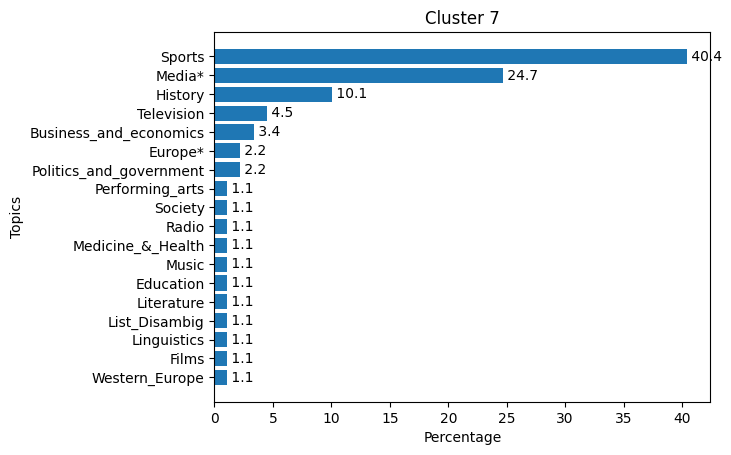 Cluster 7
Sports 40.4
Media* 24.7
History 10.1
Television 4.5
Business_and_economics 3.4
Europe* 2.2
Politics_and_government 2.2
Performing_arts 1.1
Society 1.1
Radio 1.1
Medicine_&_Health 1.1
Music 1.1
Education 1.1
Literature 1.1
List_Disambig 1.1
Linguistics 1.1
Films 1.1
Western_Europe 1.1
Topics
0 5 10 15 20 25 30 35 40
Percentage